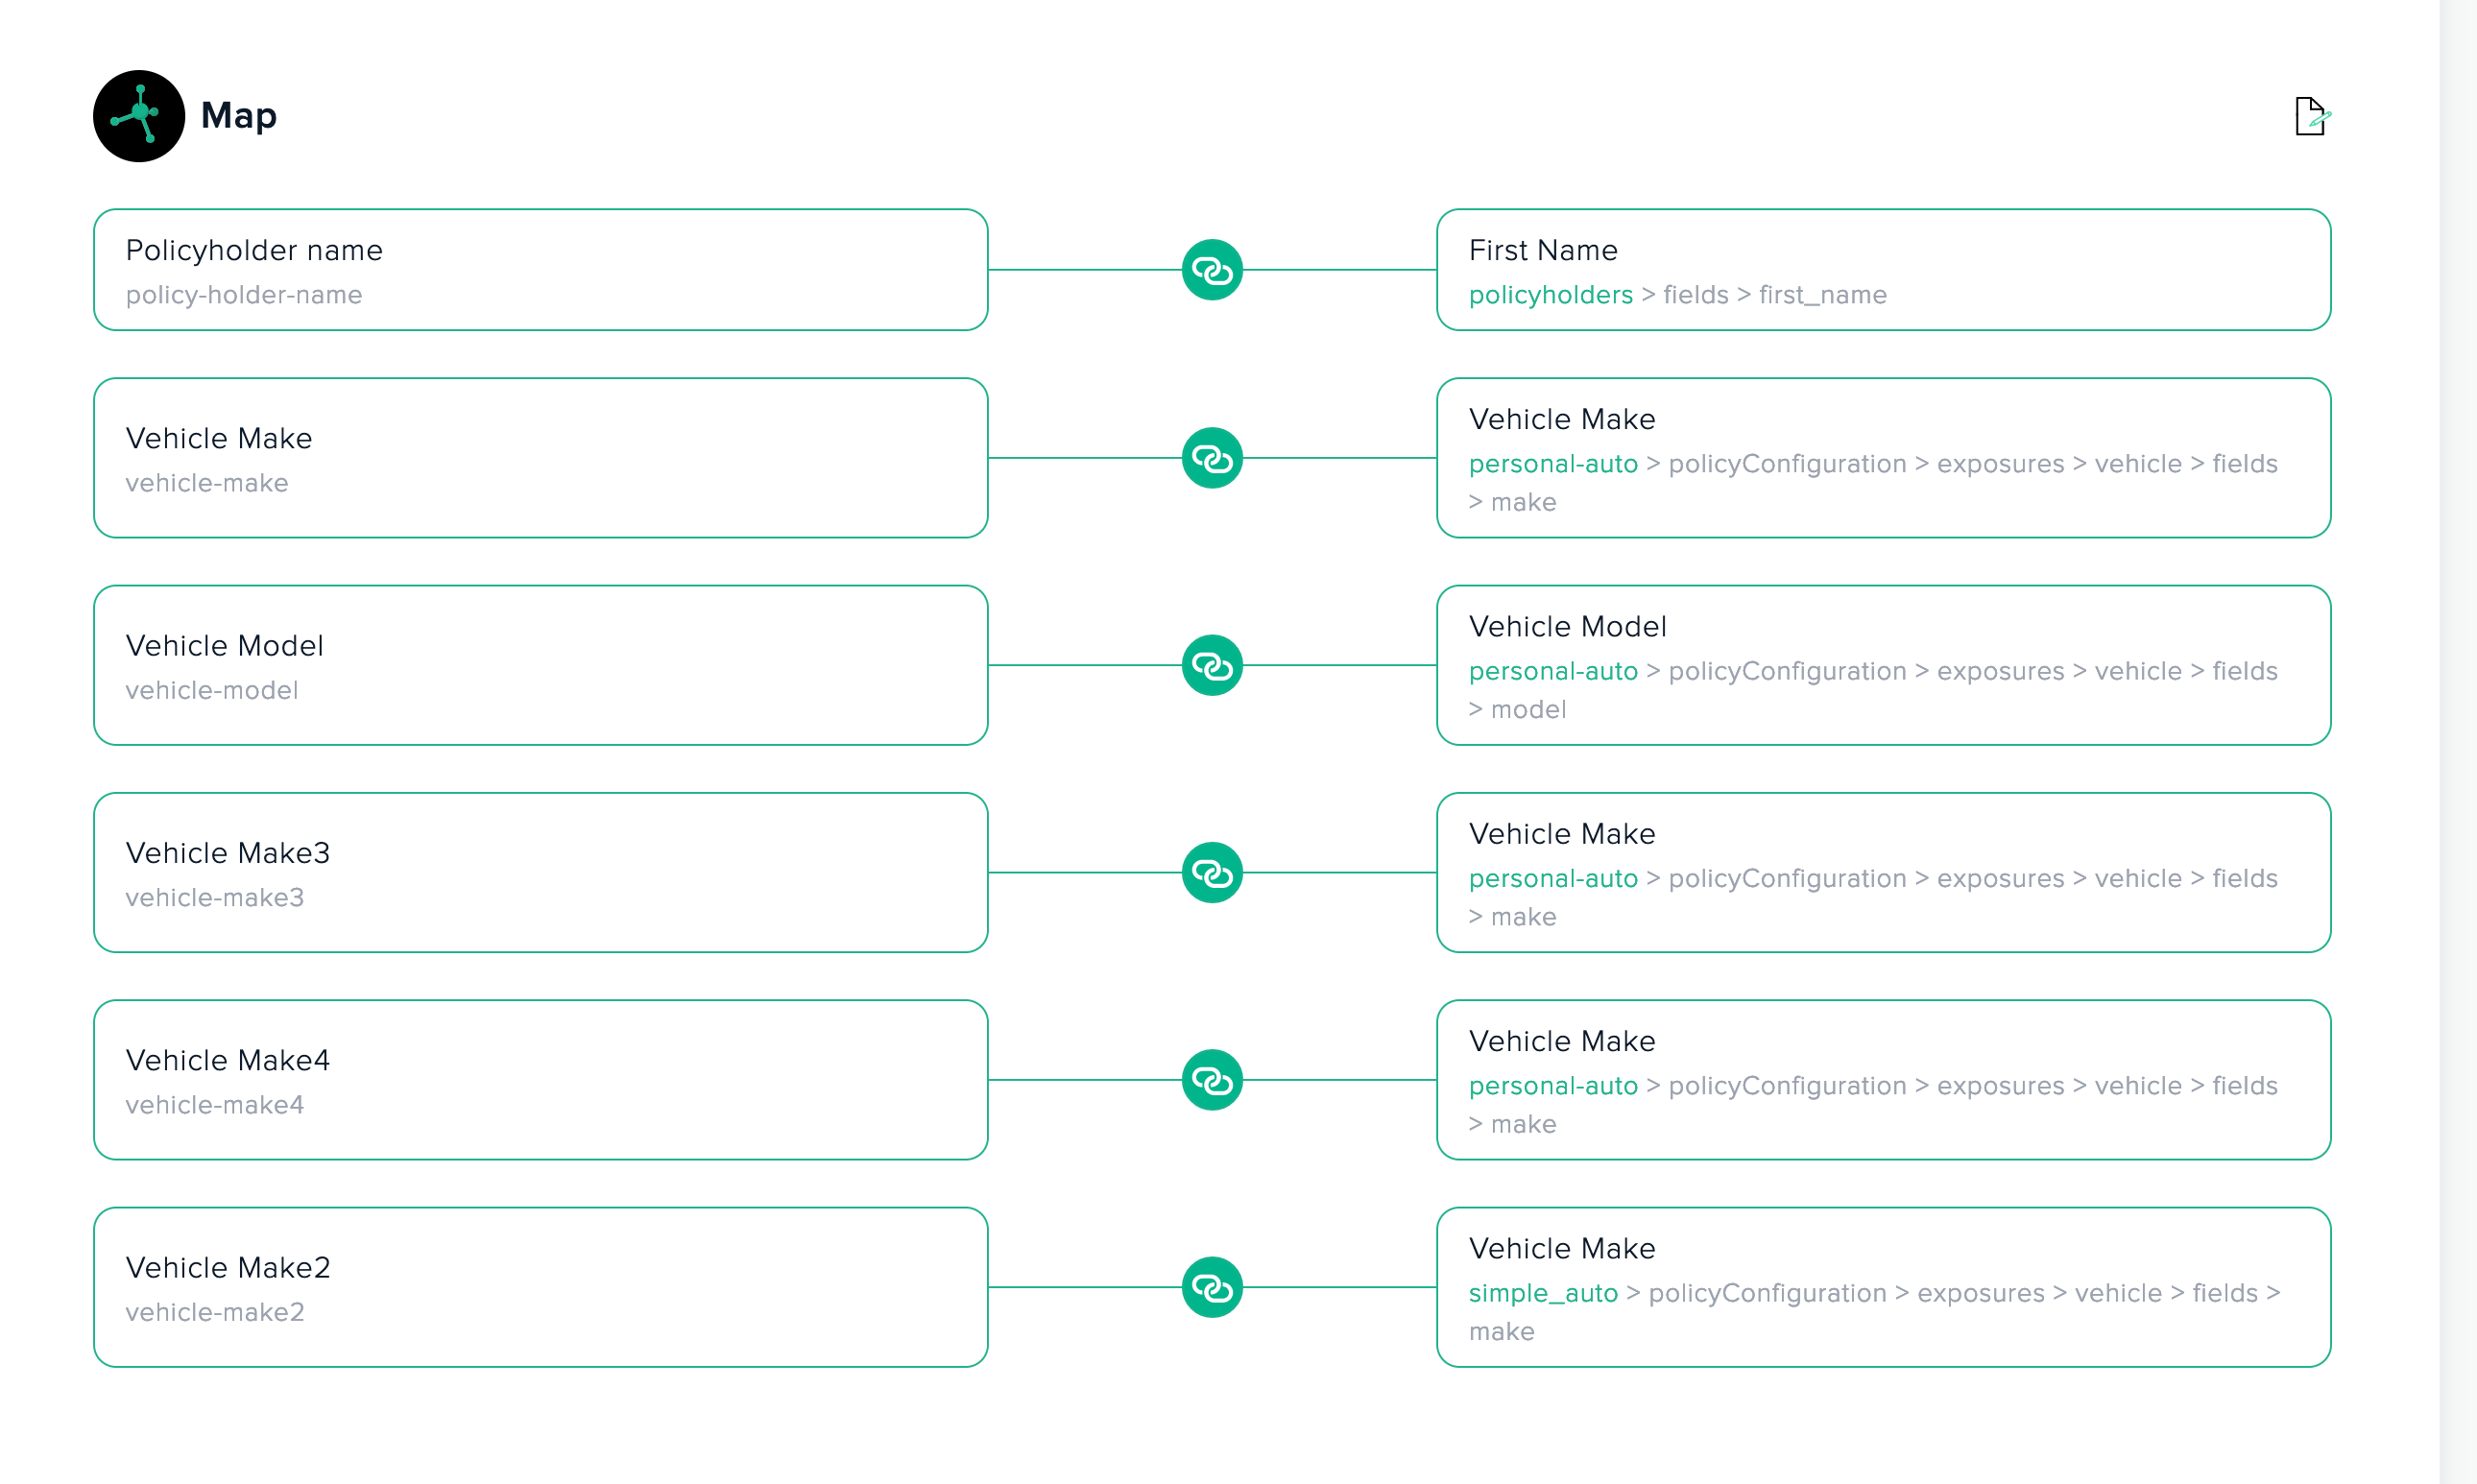 Map
Policyholder name
policy-holder-name
First Name
policyholders > fields > first_name
Vehicle Make
vehicle-make
Vehicle Make
personal-auto > policyConfiguration > exposures > vehicle > fields
> make
Vehicle Model
vehicle-model
Vehicle Model
personal-auto > policyConfiguration > exposures > vehicle > fields
> model
Vehicle Make3
vehicle-make3
Vehicle Make
personal-auto > policyConfiguration > exposures > vehicle > fields
> make
Vehicle Make4
vehicle-make4
Vehicle Make
personal-auto > policyConfiguration > exposures > vehicle > fields
> make
Vehicle Make2
vehicle-make2
Vehicle Make
simple_auto > policyConfiguration > exposures > vehicle > fields >
make